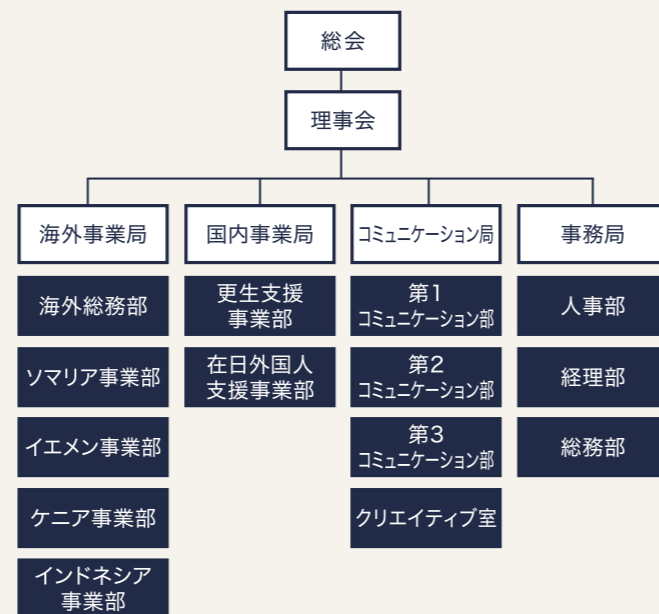 総会
理事会
海外事業局
海外総務部
ソマリア事業部
イエメン事業部
ケニア事業部
インドネシア
事業部
国内事業局
更生支援
事業部
在日外国人
支援事業部
コミュニケーション局
第1
コミュニケーション部
第2
コミュニケーション部
第3
コミュニケーション部
クリエイティブ室
事務局
人事部
経理部
総務部